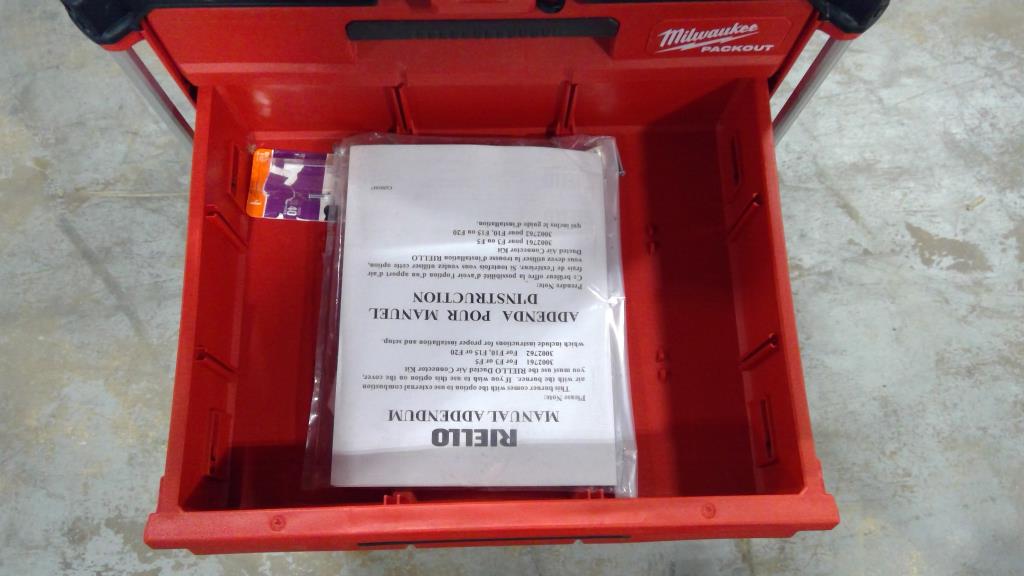 Milwaukee
PACKOUT
RIELLO
MANUAL ADDENDUM
Please Note:
This burner comes with the option to use external combustion
air with the burner. If you wish to use this option on the cover,
you must use the RIELLO Ducted Air Connector Kit
3002761 For F3 or F5
3002762 For F10, F15 or F20
which include instructions for proper installation and setup.
ADDENDA POUR MANUEL
D'INSTRUCTION
Prendre Note:
Ce brûleur offre la possibilité d'avoir l'option d'un apport d'air
frais de l'extérieur. Si toutefois vous voulez utiliser cette option,
vous devez utiliser la trousse d'installation RIELLO
Ducted Air Connector Kit
3002761 pour F3 ou F5
3002762 pour F10, F15 ou F20
qui inclus le guide d'installation.